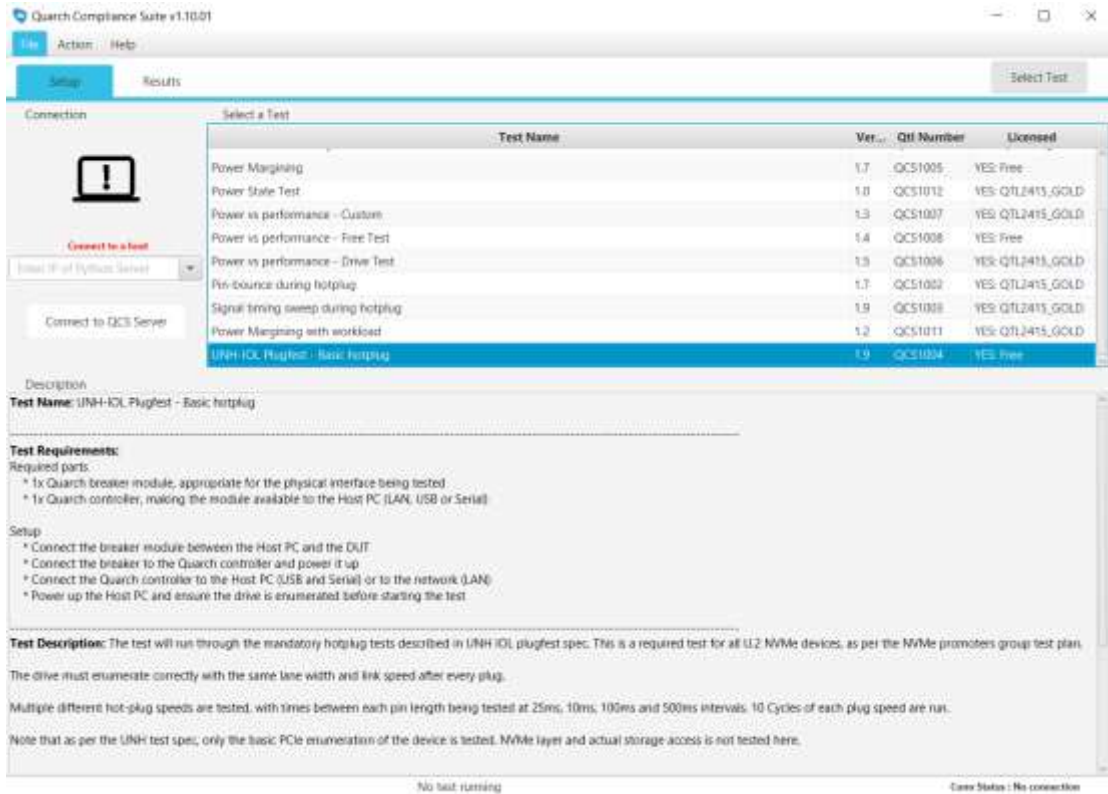 Quarch Compliance Suite v1.10.01
File Action Help
Setup Results Select Test
Connection Select a Test
Test Name Ver... Qtl Number Licensed
Power Margining 1.7 QCS1005 YES: Free
Power State Test 1.0 QCS1012 YES: QTL2415_GOLD
Power vs performance - Custom 1.3 QCS1007 YES: QTL2415_GOLD
Power vs performance - Free Test 1.4 QCS1008 YES: Free
Power vs performance - Drive Test 1.5 QCS1006 YES: QTL2415_GOLD
Pin-bounce during hotplug 1.7 QCS1002 YES: QTL2415_GOLD
Signal timing sweep during hotplug 1.9 QCS1003 YES: QTL2415_GOLD
Power Margining with workload 1.2 QCS1011 YES: QTL2415_GOLD
UNH-IOL Plugfest - Basic hotplug 1.9 QCS1004 YES: Free
Connect to a host
Enter IP of Python Server
Connect to QCS Server
Description
Test Name: UNH-IOL Plugfest - Basic hotplug
Test Requirements:
Required parts
* 1x Quarch breaker module, appropriate for the physical interface being tested
* 1x Quarch controller, making the module available to the Host PC (LAN, USB or Serial)
Setup
* Connect the breaker module between the Host PC and the DUT
* Connect the breaker to the Quarch controller and power it up
* Connect the Quarch controller to the Host PC (USB and Serial) or to the network (LAN)
* Power up the Host PC and ensure the drive is enumerated before starting the test
Test Description: The test will run through the mandatory hotplug tests described in UNH IOL plugfest spec. This is a required test for all U.2 NVMe devices, as per the NVMe promoters group test plan.
The drive must enumerate correctly with the same lane width and link speed after every plug.
Multiple different hot-plug speeds are tested, with times between each pin length being tested at 25ms, 10ms, 100ms and 500ms intervals. 10 Cycles of each plug speed are run.
Note that as per the UNH test spec, only the basic PCIe enumeration of the device is tested. NVMe layer and actual storage access is not tested here.
No test running
Conn Status : No connection